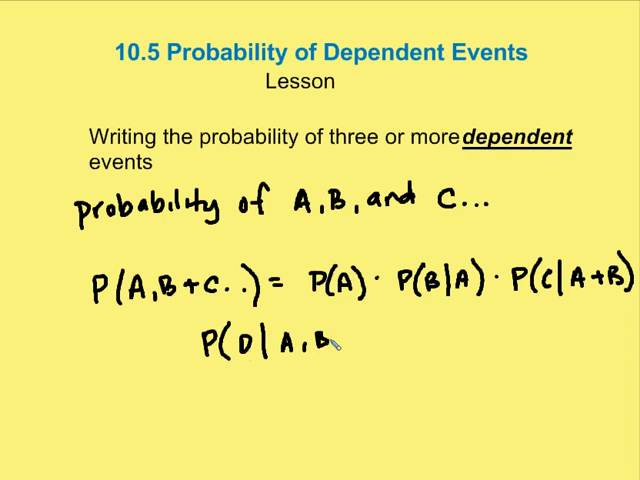 10.5 Probability of Dependent Events
Lesson
Writing the probability of three or more dependent
events
probability of A, B, and C...
P(A, B + C..) = P(A) · P(B|A) · P(C|A+B)
P(D|A, B